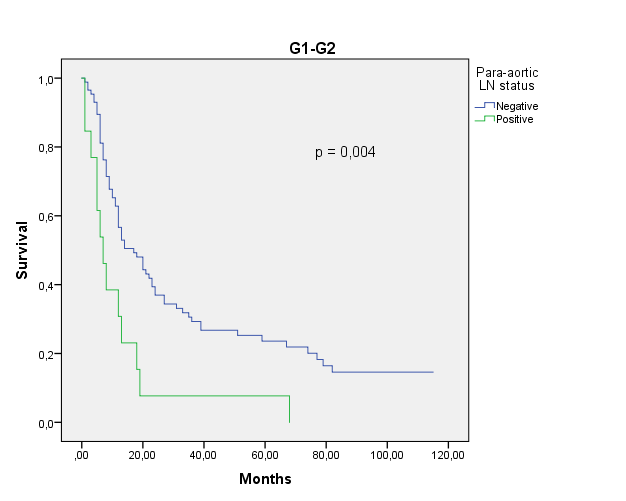 G1-G2
Para-aortic
LN status
Negative
Positive
p = 0,004
Survival
1,0
0,8
0,6
0,4
0,2
0,0
,00
20,00
40,00
60,00
80,00
100,00
120,00
Months